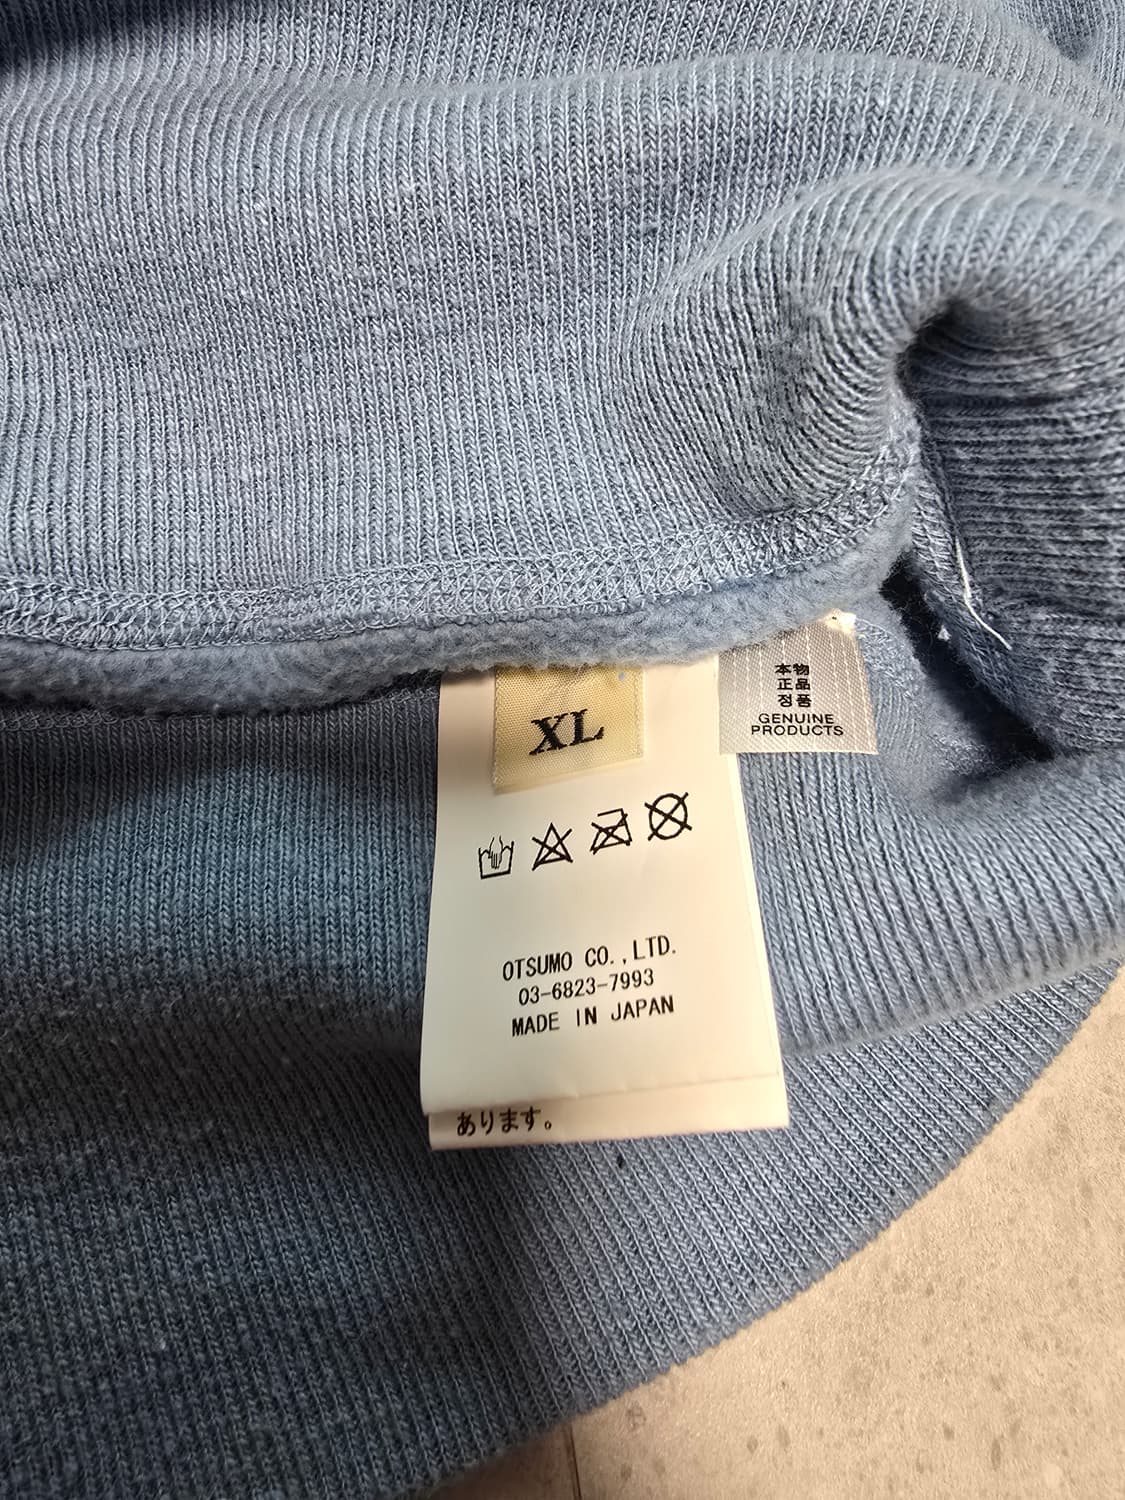 XL
本物
正品
정품
GENUINE
PRODUCTS
OTSUMO CO.,LTD.
03-6823-7993
MADE IN JAPAN
あります。